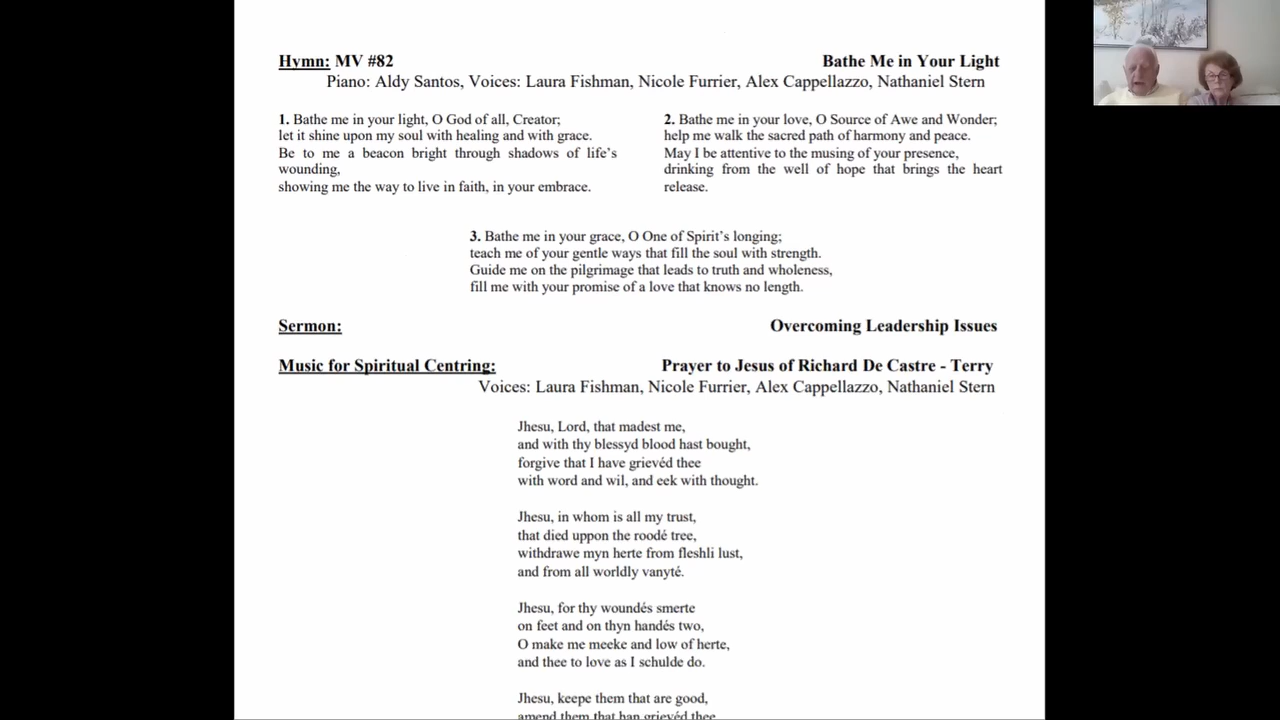 Hymn: MV #82 Bathe Me in Your Light
Piano: Aldy Santos, Voices: Laura Fishman, Nicole Furrier, Alex Cappellazzo, Nathaniel Stern
1. Bathe me in your light, O God of all, Creator;
let it shine upon my soul with healing and with grace.
Be to me a beacon bright through shadows of life's
wounding,
showing me the way to live in faith, in your embrace.
2. Bathe me in your love, O Source of Awe and Wonder;
help me walk the sacred path of harmony and peace.
May I be attentive to the musing of your presence,
drinking from the well of hope that brings the heart
release.
3. Bathe me in your grace, O One of Spirit's longing;
teach me of your gentle ways that fill the soul with strength.
Guide me on the pilgrimage that leads to truth and wholeness,
fill me with your promise of a love that knows no length.
Sermon: Overcoming Leadership Issues
Music for Spiritual Centring: Prayer to Jesus of Richard De Castre - Terry
Voices: Laura Fishman, Nicole Furrier, Alex Cappellazzo, Nathaniel Stern
Jhesu, Lord, that madest me,
and with thy blessyd blood hast bought,
forgive that I have grievéd thee
with word and wil, and eek with thought.
Jhesu, in whom is all my trust,
that died uppon the roodé tree,
withdrawe myn herte from fleshli lust,
and from all worldly vanyté.
Jhesu, for thy woundés smerte
on feet and on thyn handés two,
O make me meeke and low of herte,
and thee to love as I schulde do.
Jhesu, keepe them that are good,
amend them that han grievéd thee